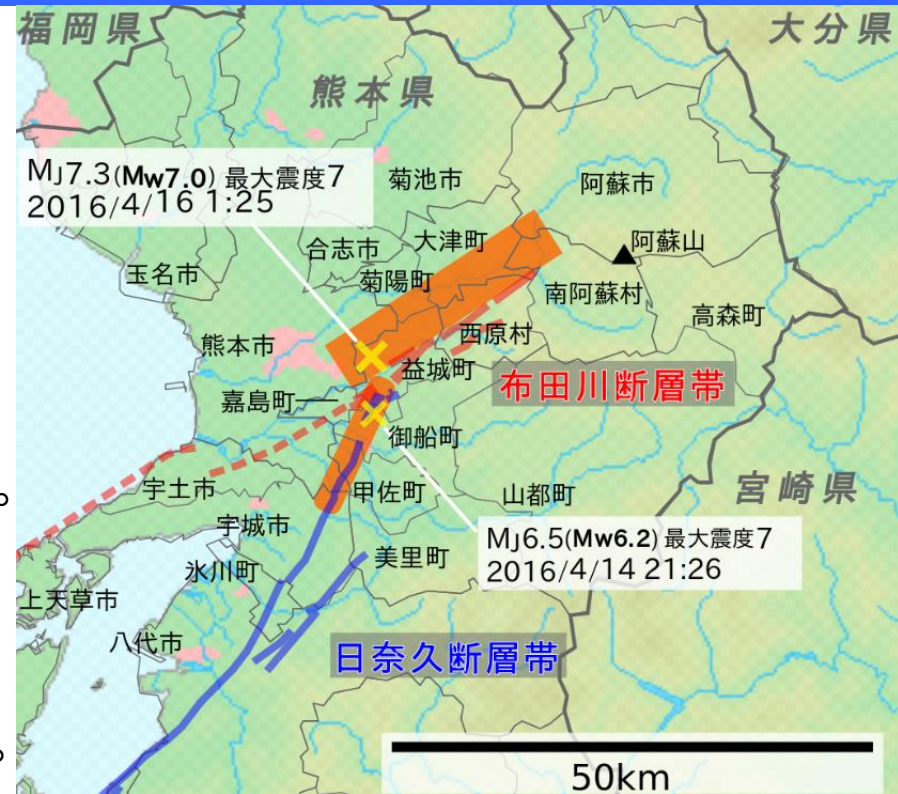 福岡県
大分県
熊本県
MJ7.3(Mw7.0) 最大震度7
2016/4/16 1:25
菊池市
阿蘇市
合志市
大津町
阿蘇山
玉名市
菊陽町
南阿蘇村
高森町
熊本市
西原村
益城町
布田川断層帯
嘉島町
御船町
宇土市
甲佐町
山都町
宮崎県
。
宇城市
MJ6.5(Mw6.2) 最大震度7
2016/4/14 21:26
氷川町
美里町
上天草市
八代市
日奈久断層帯
。
50km